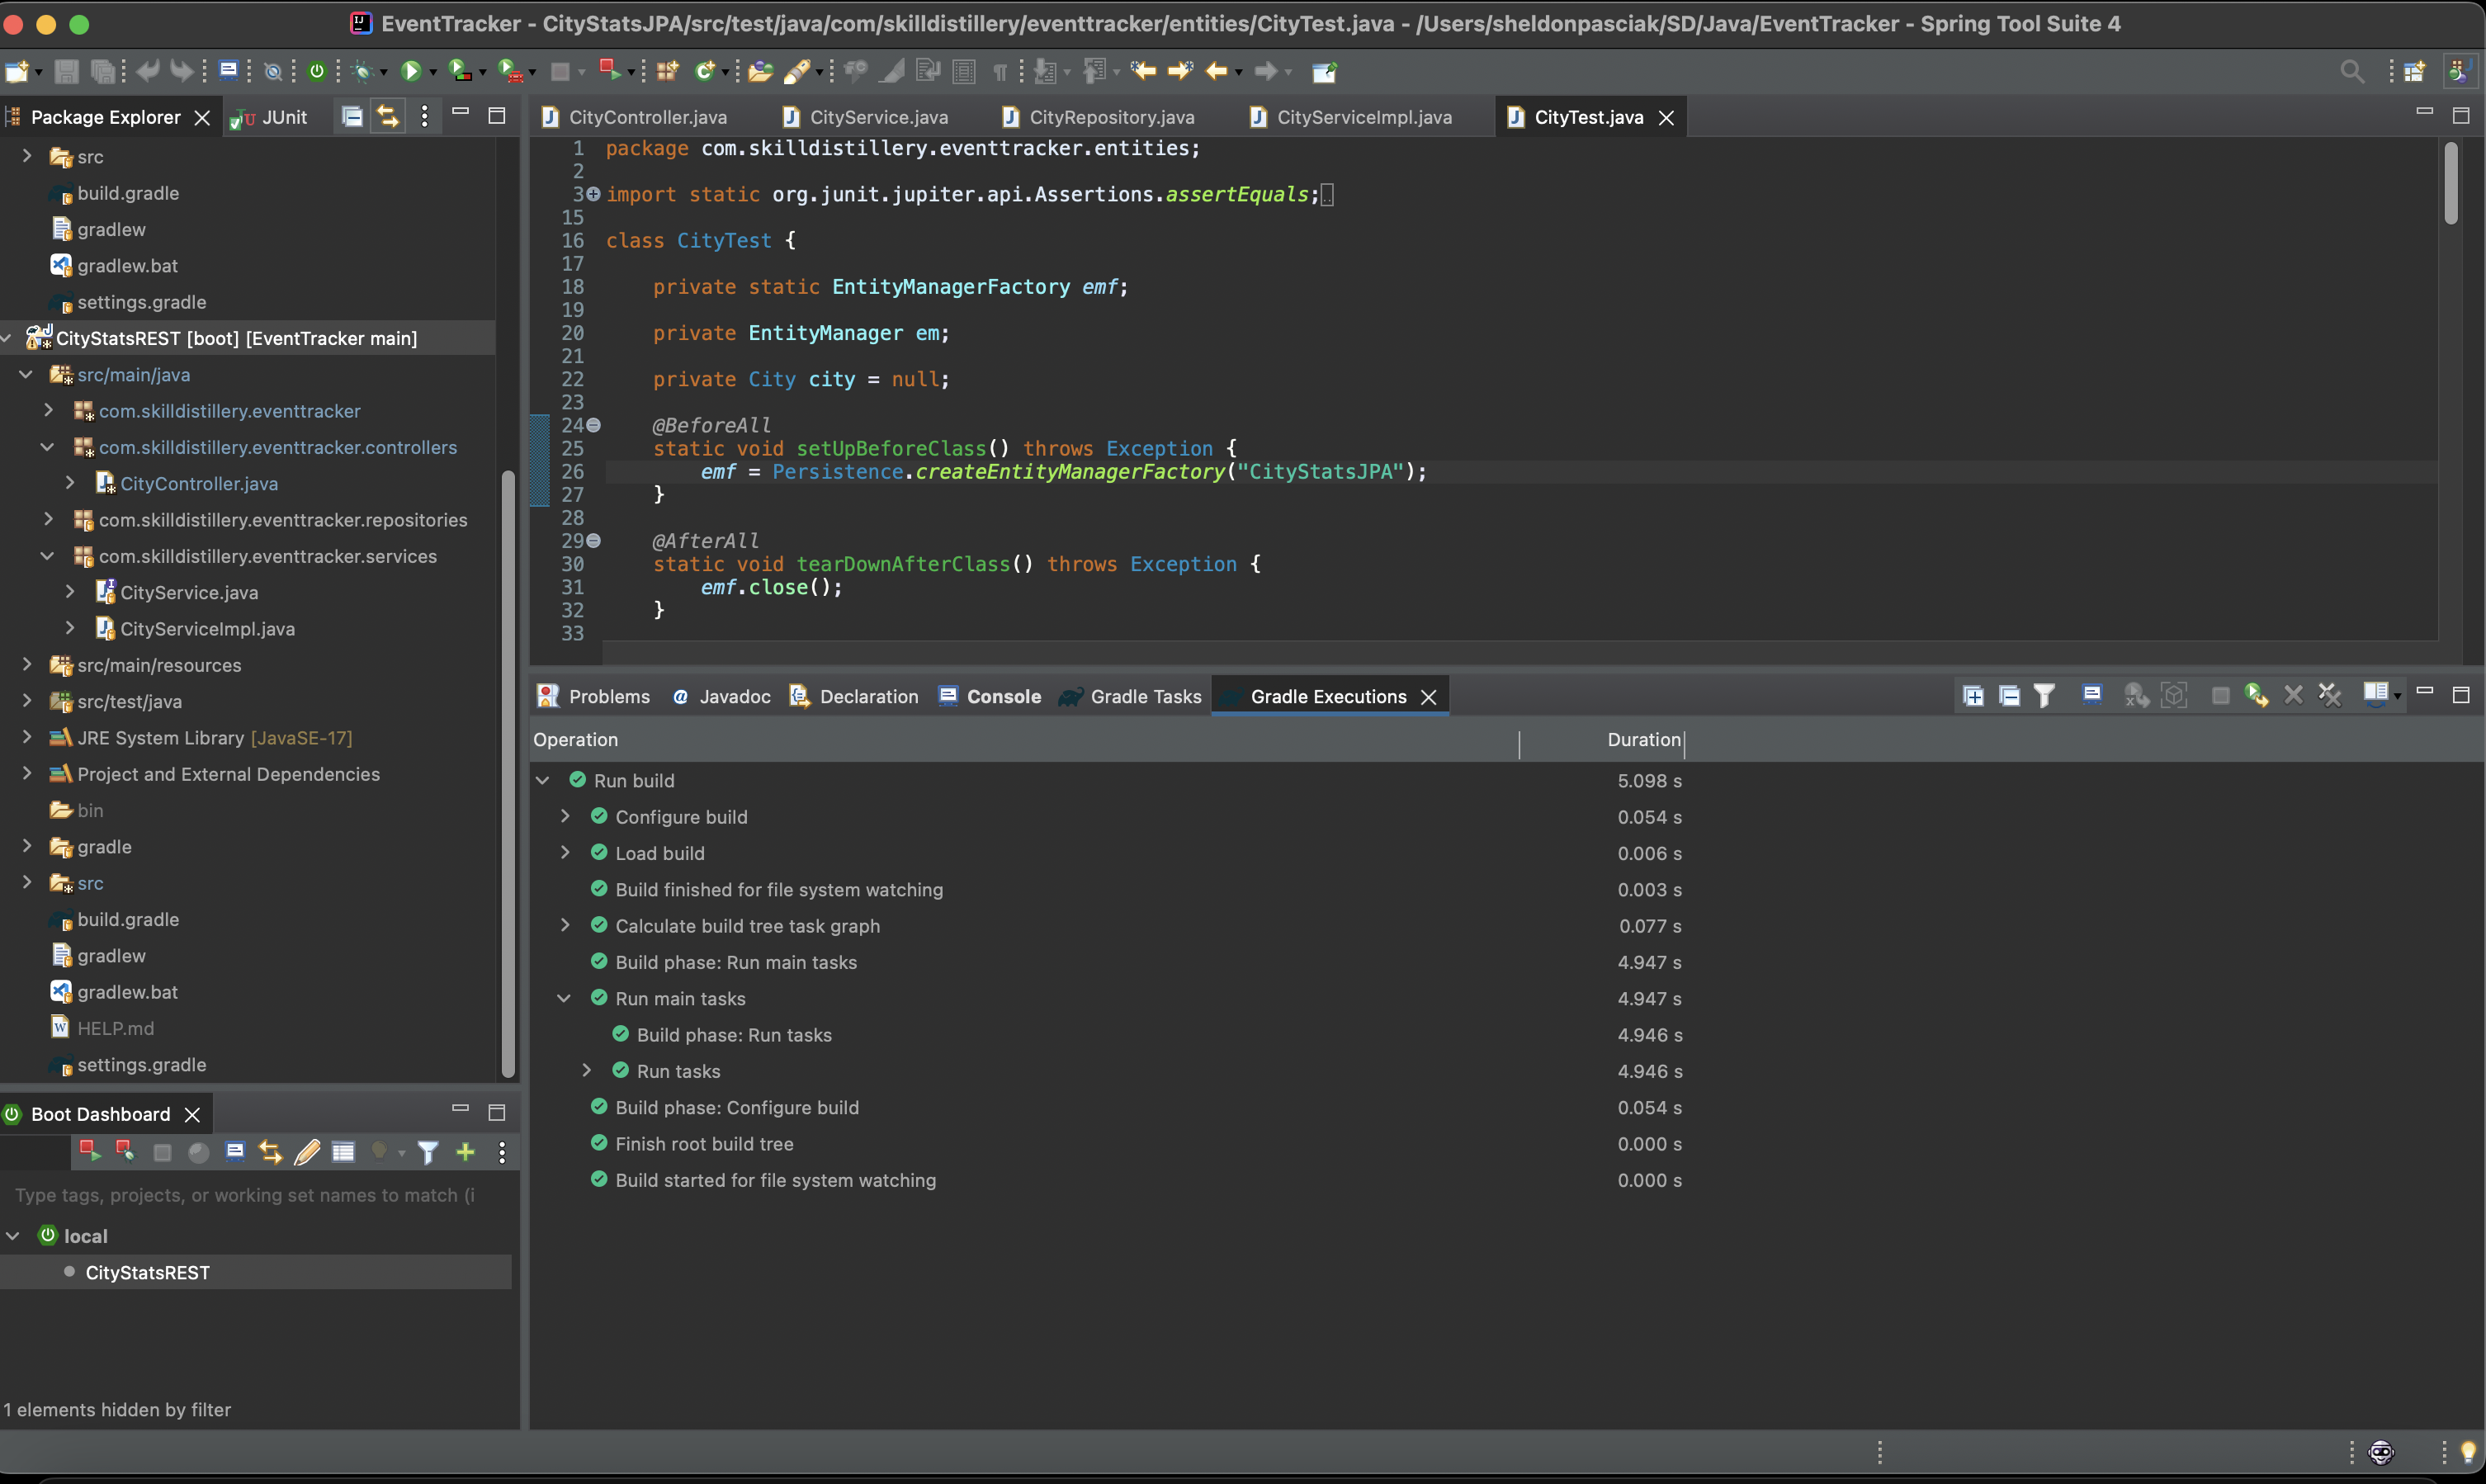 EventTracker - CityStatsJPA/src/test/java/com/skilldistillery/eventtracker/entities/CityTest.java - /Users/sheldonpasciak/SD/Java/EventTracker - Spring Tool Suite 4
Package Explorer
JUnit
src
build.gradle
gradlew
gradlew.bat
settings.gradle
CityStatsREST [boot] [EventTracker main]
src/main/java
com.skilldistillery.eventtracker
com.skilldistillery.eventtracker.controllers
CityController.java
com.skilldistillery.eventtracker.repositories
com.skilldistillery.eventtracker.services
CityService.java
CityServiceImpl.java
src/main/resources
src/test/java
JRE System Library [JavaSE-17]
Project and External Dependencies
bin
gradle
src
build.gradle
gradlew
gradlew.bat
HELP.md
settings.gradle
Boot Dashboard
Type tags, projects, or working set names to match (i
local
CityStatsREST
1 elements hidden by filter
CityController.java CityService.java CityRepository.java CityServiceImpl.java CityTest.java
1 package com.skilldistillery.eventtracker.entities;
2
3 import static org.junit.jupiter.api.Assertions.assertEquals;
15
16 class CityTest {
17
18 private static EntityManagerFactory emf;
19
20 private EntityManager em;
21
22 private City city = null;
23
24 @BeforeAll
25 static void setUpBeforeClass() throws Exception {
26 emf = Persistence.createEntityManagerFactory("CityStatsJPA");
27 }
28
29 @AfterAll
30 static void tearDownAfterClass() throws Exception {
31 emf.close();
32 }
33
Problems @ Javadoc Declaration Console Gradle Tasks Gradle Executions
Operation Duration
Run build 5.098 s
Configure build 0.054 s
Load build 0.006 s
Build finished for file system watching 0.003 s
Calculate build tree task graph 0.077 s
Build phase: Run main tasks 4.947 s
Run main tasks 4.947 s
Build phase: Run tasks 4.946 s
Run tasks 4.946 s
Build phase: Configure build 0.054 s
Finish root build tree 0.000 s
Build started for file system watching 0.000 s